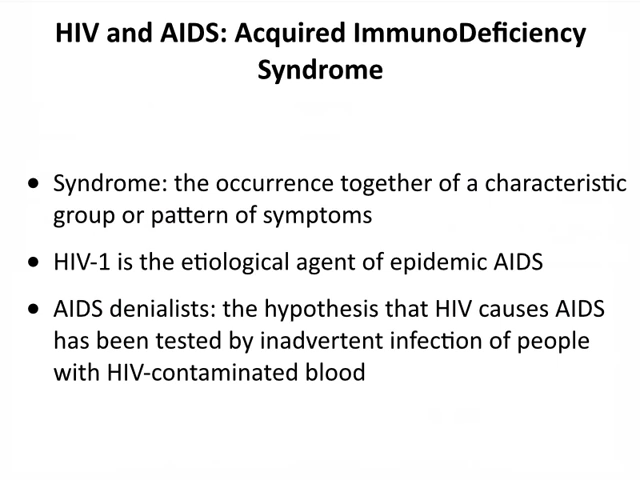 HIV and AIDS: Acquired ImmunoDeficiency
Syndrome
• Syndrome: the occurrence together of a characteristic
group or pattern of symptoms
• HIV-1 is the etiological agent of epidemic AIDS
• AIDS denialists: the hypothesis that HIV causes AIDS
has been tested by inadvertent infection of people
with HIV-contaminated blood